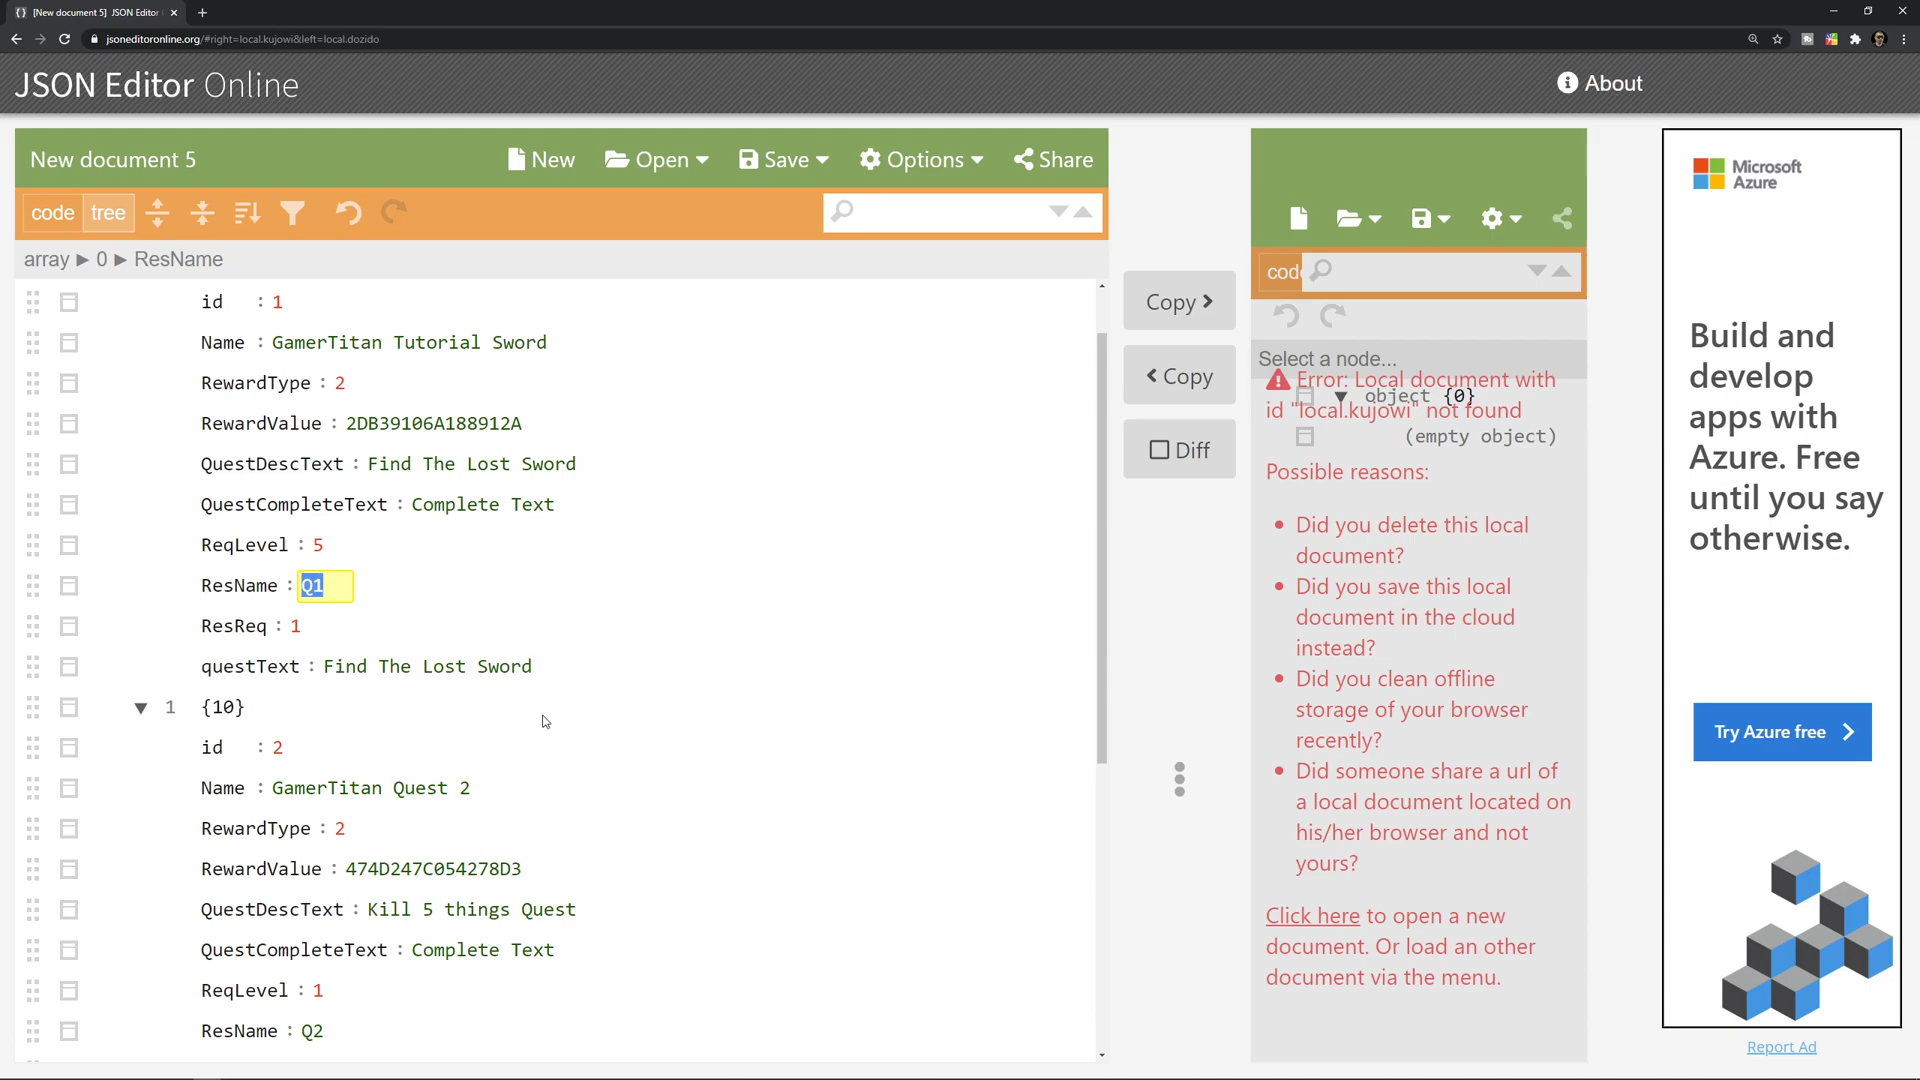 [New document 5] JSON Editor
jsoneditoronline.org/#right=local.kujowi&left=local.dozido
JSON Editor Online
About
New document 5
New
Open
Save
Options
Share
code
tree
array ▶ 0 ▶ ResName
id : 1
Name : GamerTitan Tutorial Sword
RewardType : 2
RewardValue : 2DB39106A188912A
QuestDescText : Find The Lost Sword
QuestCompleteText : Complete Text
ReqLevel : 5
ResName : Q1
ResReq : 1
questText : Find The Lost Sword
1 {10}
id : 2
Name : GamerTitan Quest 2
RewardType : 2
RewardValue : 474D247C054278D3
QuestDescText : Kill 5 things Quest
QuestCompleteText : Complete Text
ReqLevel : 1
ResName : Q2
Copy >
< Copy
Diff
cod
Select a node...
Error: Local document with
object {0}
id "local.kujowi" not found
(empty object)
Possible reasons:
• Did you delete this local
document?
• Did you save this local
document in the cloud
instead?
• Did you clean offline
storage of your browser
recently?
• Did someone share a url of
a local document located on
his/her browser and not
yours?
Click here to open a new
document. Or load an other
document via the menu.
Microsoft
Azure
Build and
develop
apps with
Azure. Free
until you say
otherwise.
Try Azure free
Report Ad